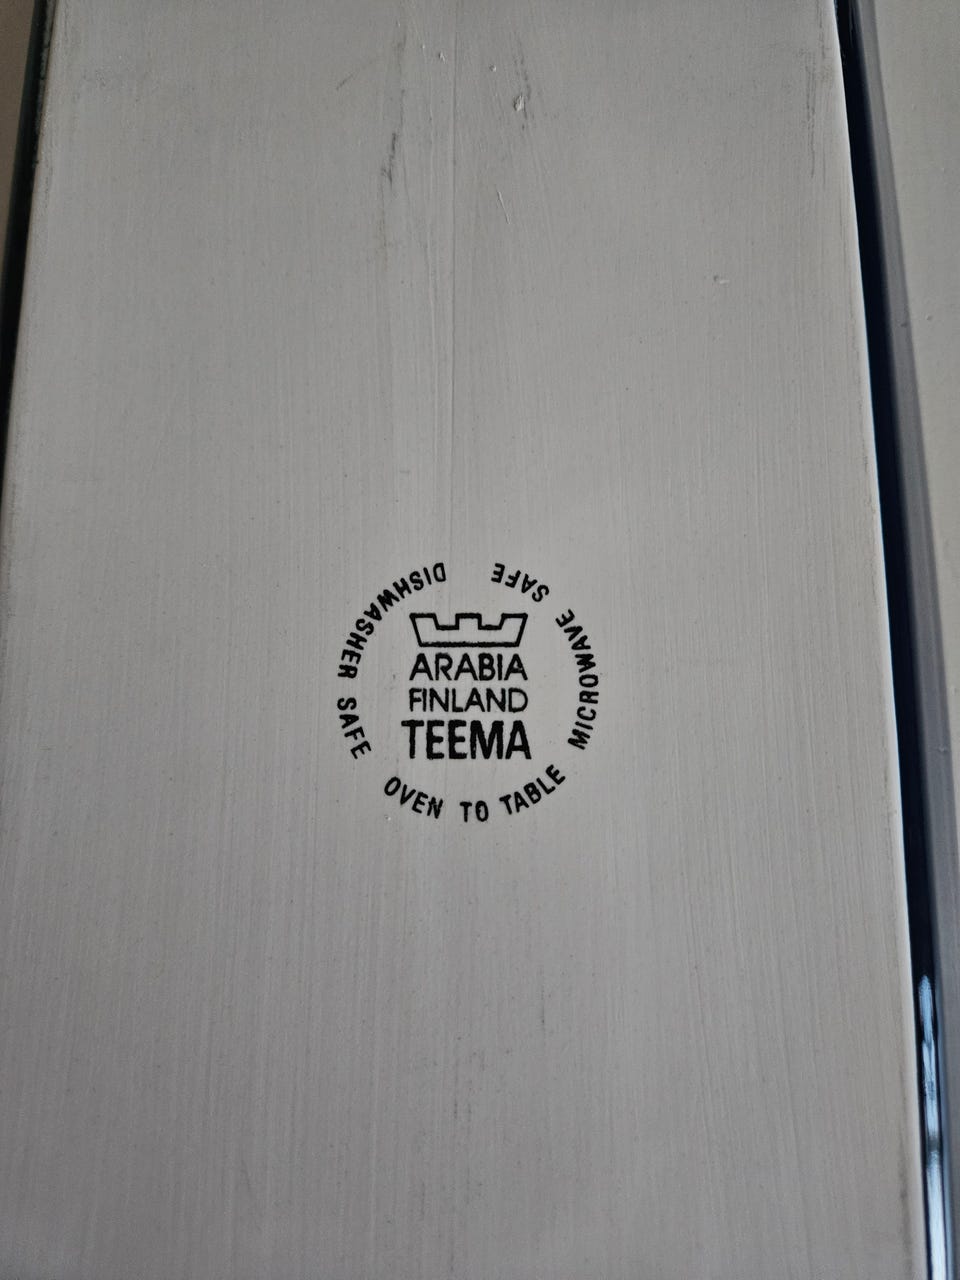 ARABIA
FINLAND
TEEMA
DISHWASHER SAFE OVEN TO TABLE MICROWAVE SAFE